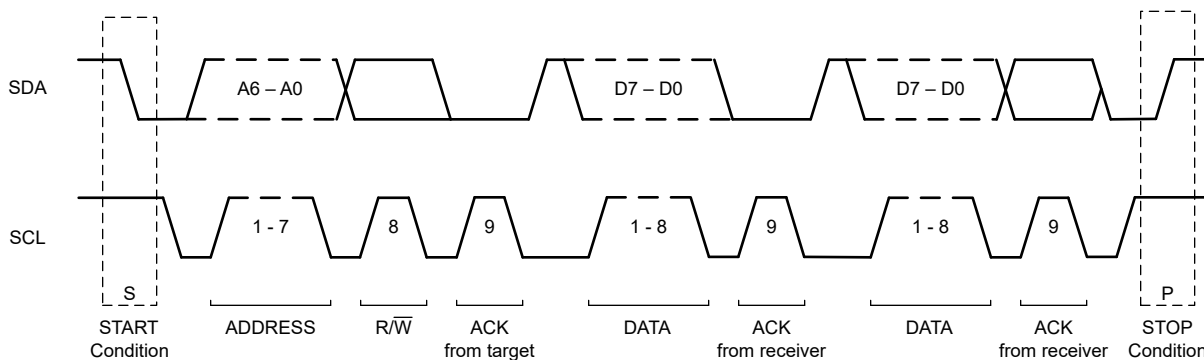 SDA
A6 – A0
D7 – D0
D7 – D0
SCL
1 - 7
8
9
1 - 8
9
1 - 8
9
S
P
START
Condition
ADDRESS
R/W̅
ACK
from target
DATA
ACK
from receiver
DATA
ACK
from receiver
STOP
Condition